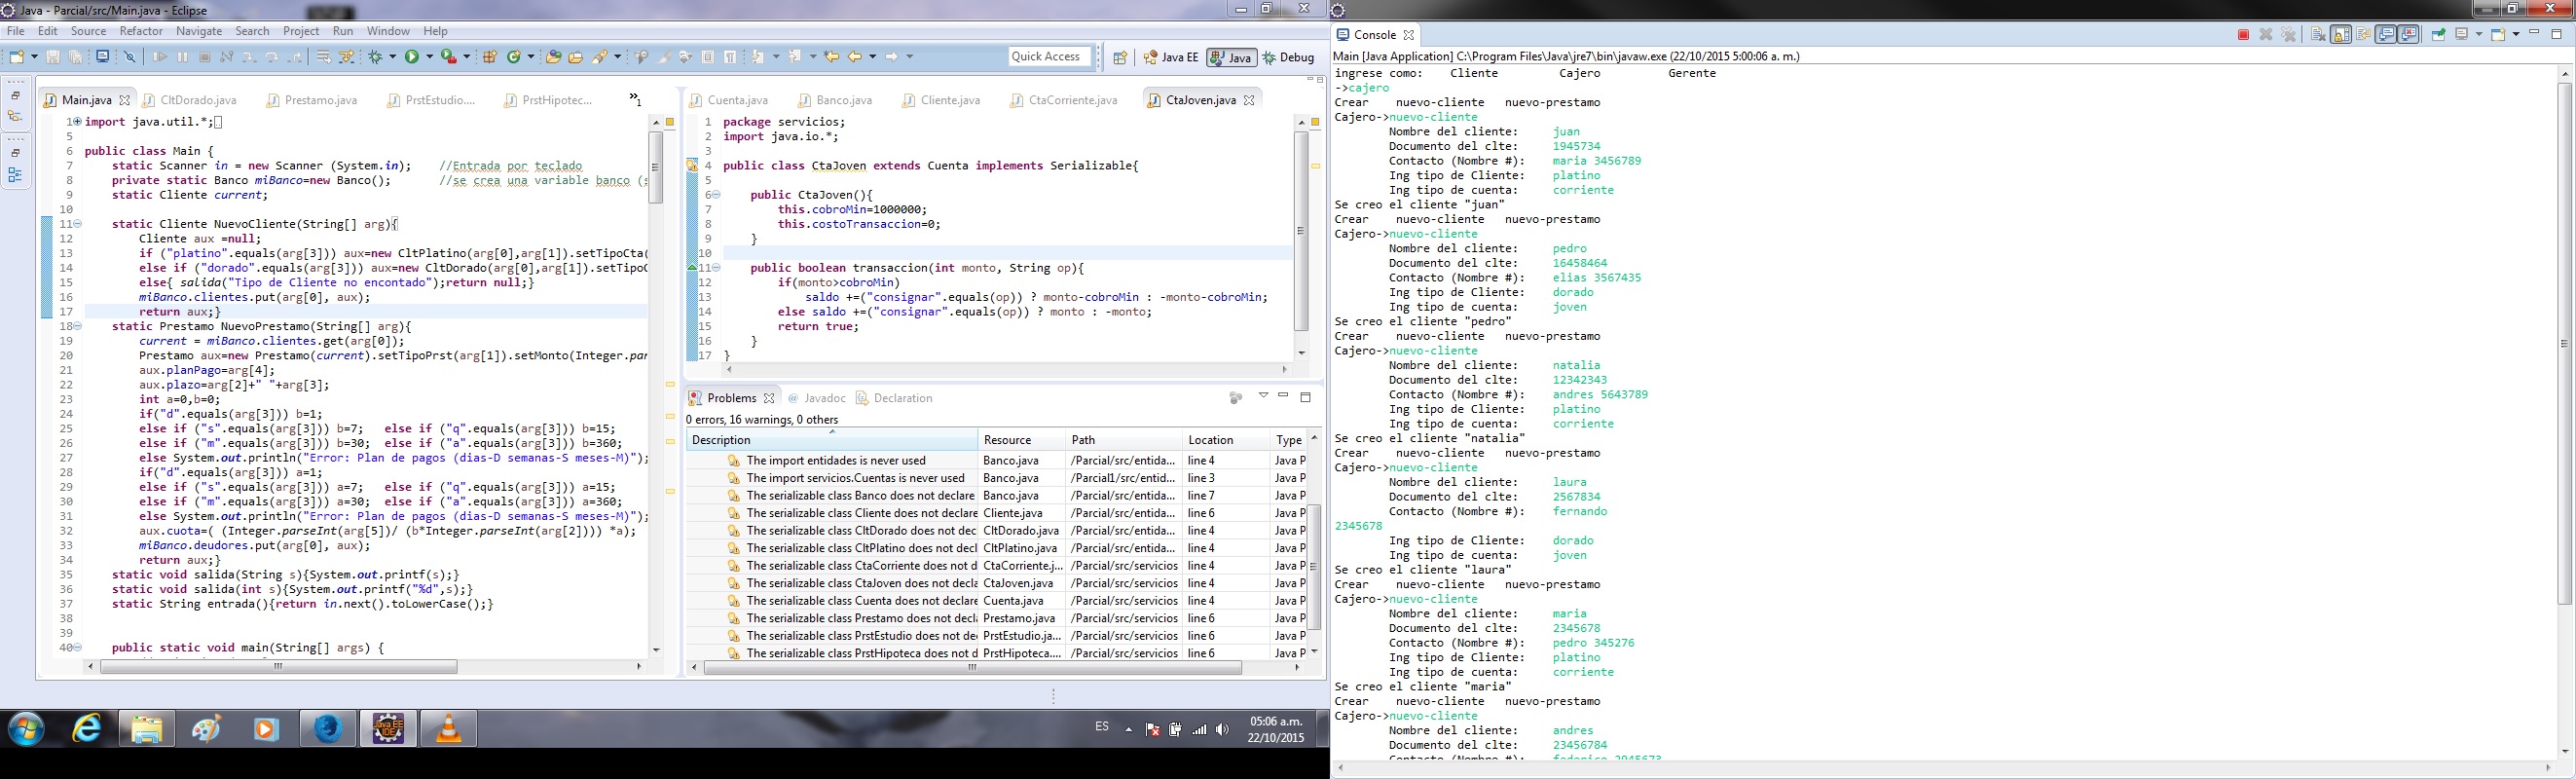 Java - Parcial/src/Main.java - Eclipse
File Edit Source Refactor Navigate Search Project Run Window Help
Quick Access Java EE Java Debug
Main.java CltDorado.java Prestamo.java PrstEstudio.... PrstHipotec... »1
1 import java.util.*;
5
6 public class Main {
7 static Scanner in = new Scanner (System.in); //Entrada por teclado
8 private static Banco miBanco=new Banco(); //se crea una variable banco (s
9 static Cliente current;
10
11 static Cliente NuevoCliente(String[] arg){
12 Cliente aux =null;
13 if ("platino".equals(arg[3])) aux=new CltPlatino(arg[0],arg[1]).setTipoCta(
14 else if ("dorado".equals(arg[3])) aux=new CltDorado(arg[0],arg[1]).setTipoC
15 else{ salida("Tipo de Cliente no encontado");return null;}
16 miBanco.clientes.put(arg[0], aux);
17 return aux;}
18 static Prestamo NuevoPrestamo(String[] arg){
19 current = miBanco.clientes.get(arg[0]);
20 Prestamo aux=new Prestamo(current).setTipoPrst(arg[1]).setMonto(Integer.par
21 aux.planPago=arg[4];
22 aux.plazo=arg[2]+" "+arg[3];
23 int a=0,b=0;
24 if("d".equals(arg[3])) b=1;
25 else if ("s".equals(arg[3])) b=7; else if ("q".equals(arg[3])) b=15;
26 else if ("m".equals(arg[3])) b=30; else if ("a".equals(arg[3])) b=360;
27 else System.out.println("Error: Plan de pagos (dias-D semanas-S meses-M)");
28 if("d".equals(arg[3])) a=1;
29 else if ("s".equals(arg[3])) a=7; else if ("q".equals(arg[3])) a=15;
30 else if ("m".equals(arg[3])) a=30; else if ("a".equals(arg[3])) a=360;
31 else System.out.println("Error: Plan de pagos (dias-D semanas-S meses-M)");
32 aux.cuota=( (Integer.parseInt(arg[5])/ (b*Integer.parseInt(arg[2]))) *a);
33 miBanco.deudores.put(arg[0], aux);
34 return aux;}
35 static void salida(String s){System.out.printf(s);}
36 static void salida(int s){System.out.printf("%d",s);}
37 static String entrada(){return in.next().toLowerCase();}
38
39
40 public static void main(String[] args) {
Cuenta.java Banco.java Cliente.java CtaCorriente.java CtaJoven.java
1 package servicios;
2 import java.io.*;
3
4 public class CtaJoven extends Cuenta implements Serializable{
5
6 public CtaJoven(){
7 this.cobroMin=1000000;
8 this.costoTransaccion=0;
9 }
10
11 public boolean transaccion(int monto, String op){
12 if(monto>cobroMin)
13 saldo +=("consignar".equals(op)) ? monto-cobroMin : -monto-cobroMin;
14 else saldo +=("consignar".equals(op)) ? monto : -monto;
15 return true;
16 }
17 }
Problems Javadoc Declaration
0 errors, 16 warnings, 0 others
Description Resource Path Location Type
The import entidades is never used Banco.java /Parcial/src/entida... line 4 Java P
The import servicios.Cuentas is never used Banco.java /Parcial1/src/entid... line 3 Java P
The serializable class Banco does not declare Banco.java /Parcial/src/entida... line 7 Java P
The serializable class Cliente does not declare Cliente.java /Parcial/src/entida... line 6 Java P
The serializable class CltDorado does not dec CltDorado.java /Parcial/src/entida... line 4 Java P
The serializable class CltPlatino does not decl CltPlatino.java /Parcial/src/entida... line 4 Java P
The serializable class CtaCorriente does not d CtaCorriente.j... /Parcial/src/servicios line 4 Java P
The serializable class CtaJoven does not decla CtaJoven.java /Parcial/src/servicios line 4 Java P
The serializable class Cuenta does not declare Cuenta.java /Parcial/src/servicios line 4 Java P
The serializable class Prestamo does not decla Prestamo.java /Parcial/src/servicios line 6 Java P
The serializable class PrstEstudio does not dec PrstEstudio.ja... /Parcial/src/servicios line 6 Java P
The serializable class PrstHipoteca does not d PrstHipoteca.... /Parcial/src/servicios line 6 Java P
ES 05:06 a.m.
22/10/2015
Console
Main [Java Application] C:\Program Files\Java\jre7\bin\javaw.exe (22/10/2015 5:00:06 a. m.)
ingrese como: Cliente Cajero Gerente
->cajero
Crear nuevo-cliente nuevo-prestamo
Cajero->nuevo-cliente
Nombre del cliente: juan
Documento del clte: 1945734
Contacto (Nombre #): maria 3456789
Ing tipo de Cliente: platino
Ing tipo de cuenta: corriente
Se creo el cliente "juan"
Crear nuevo-cliente nuevo-prestamo
Cajero->nuevo-cliente
Nombre del cliente: pedro
Documento del clte: 16458464
Contacto (Nombre #): elias 3567435
Ing tipo de Cliente: dorado
Ing tipo de cuenta: joven
Se creo el cliente "pedro"
Crear nuevo-cliente nuevo-prestamo
Cajero->nuevo-cliente
Nombre del cliente: natalia
Documento del clte: 12342343
Contacto (Nombre #): andres 5643789
Ing tipo de Cliente: platino
Ing tipo de cuenta: corriente
Se creo el cliente "natalia"
Crear nuevo-cliente nuevo-prestamo
Cajero->nuevo-cliente
Nombre del cliente: laura
Documento del clte: 2567834
Contacto (Nombre #): fernando
2345678
Ing tipo de Cliente: dorado
Ing tipo de cuenta: joven
Se creo el cliente "laura"
Crear nuevo-cliente nuevo-prestamo
Cajero->nuevo-cliente
Nombre del cliente: maria
Documento del clte: 2345678
Contacto (Nombre #): pedro 345276
Ing tipo de Cliente: platino
Ing tipo de cuenta: corriente
Se creo el cliente "maria"
Crear nuevo-cliente nuevo-prestamo
Cajero->nuevo-cliente
Nombre del cliente: andres
Documento del clte: 23456784
Contacto (Nombre #): federico 2945673